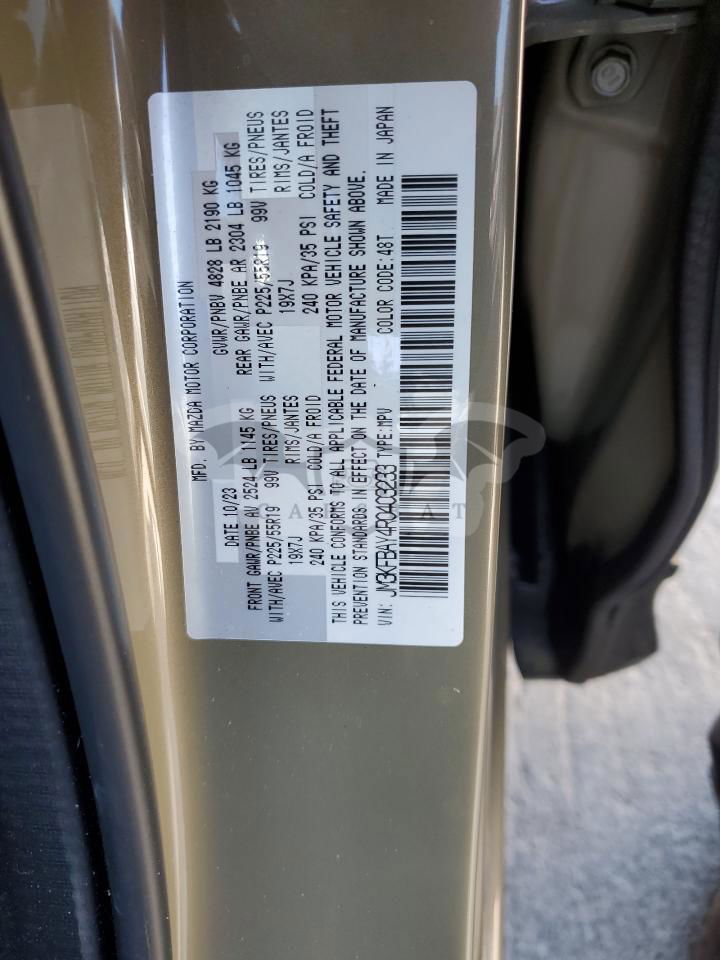 MFD. BY MAZDA MOTOR CORPORATION
DATE 10/23 GVWR/PNBV 4828 LB 2190 KG
FRONT GAWR/PNBE AV 2524 LB 1145 KG REAR GAWR/PNBE AR 2304 LB 1045 KG
WITH/AVEC P225/55R19 99V TIRES/PNEUS WITH/AVEC P225/55R19 99V TIRES/PNEUS
19X7J RIMS/JANTES 19X7J RIMS/JANTES
240 KPA/35 PSI COLD/A FROID 240 KPA/35 PSI COLD/A FROID
THIS VEHICLE CONFORMS TO ALL APPLICABLE FEDERAL MOTOR VEHICLE SAFETY AND THEFT
PREVENTION STANDARDS IN EFFECT ON THE DATE OF MANUFACTURE SHOWN ABOVE.
VIN: JM3KFBAY4R0403233 TYPE:MPV COLOR CODE:48T MADE IN JAPAN